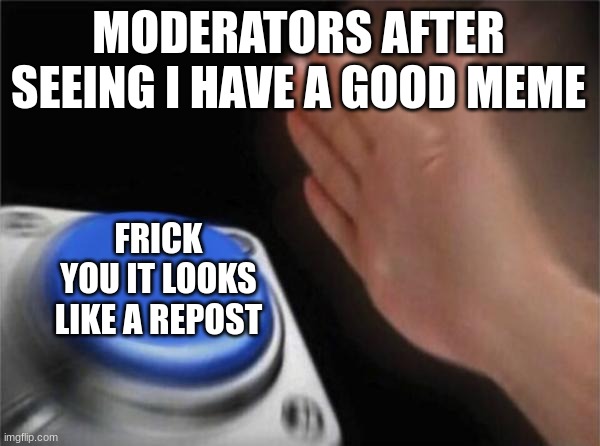 MODERATORS AFTER
SEEING I HAVE A GOOD MEME
FRICK
YOU IT LOOKS
LIKE A REPOST
imgflip.com